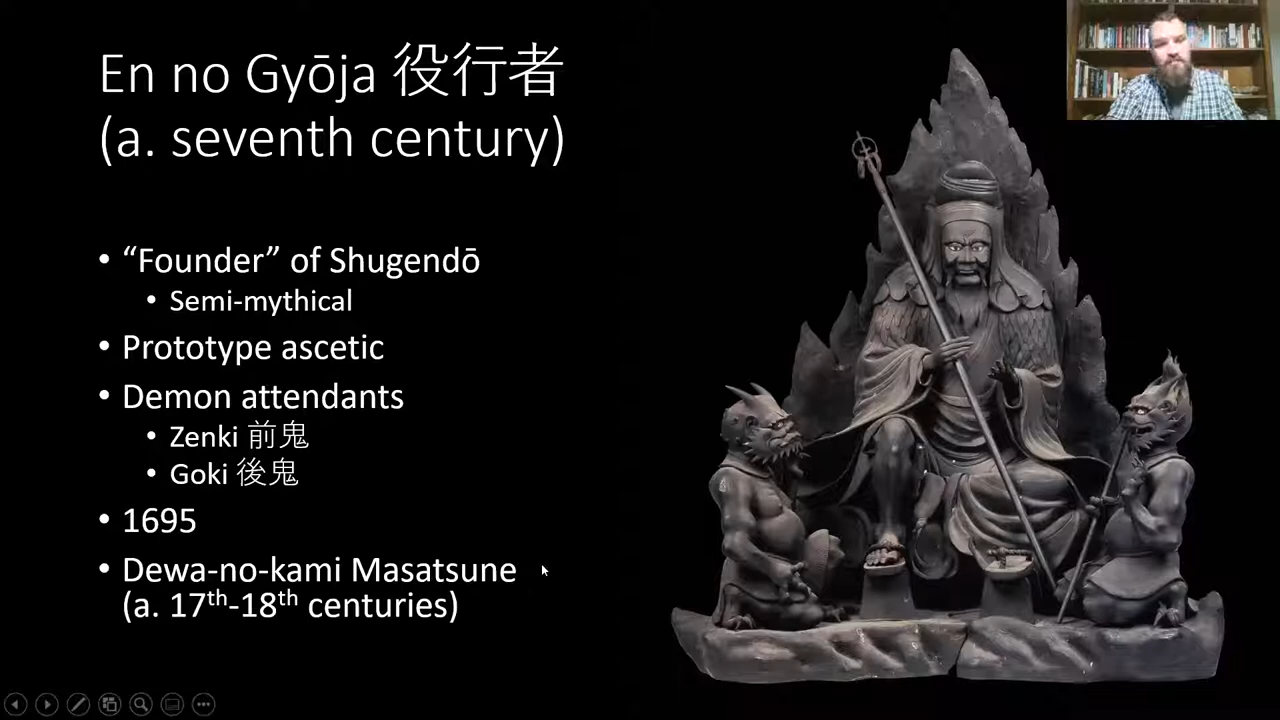 En no Gyōja 役行者
(a. seventh century)
• “Founder” of Shugendō
• Semi-mythical
• Prototype ascetic
• Demon attendants
• Zenki 前鬼
• Goki 後鬼
• 1695
• Dewa-no-kami Masatsune
(a. 17th-18th centuries)